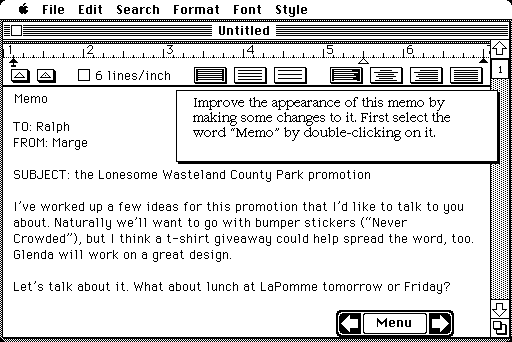 File Edit Search Format Font Style
Untitled
1 2 3 4 5 6 7
6 lines/inch
1
Memo
Improve the appearance of this memo by
making some changes to it. First select the
word “Memo” by double-clicking on it.
TO: Ralph
FROM: Marge
SUBJECT: the Lonesome Wasteland County Park promotion
I’ve worked up a few ideas for this promotion that I’d like to talk to you
about. Naturally we’ll want to go with bumper stickers (“Never
Crowded”), but I think a t-shirt giveaway could help spread the word, too.
Glenda will work on a great design.
Let’s talk about it. What about lunch at LaPomme tomorrow or Friday?
Menu